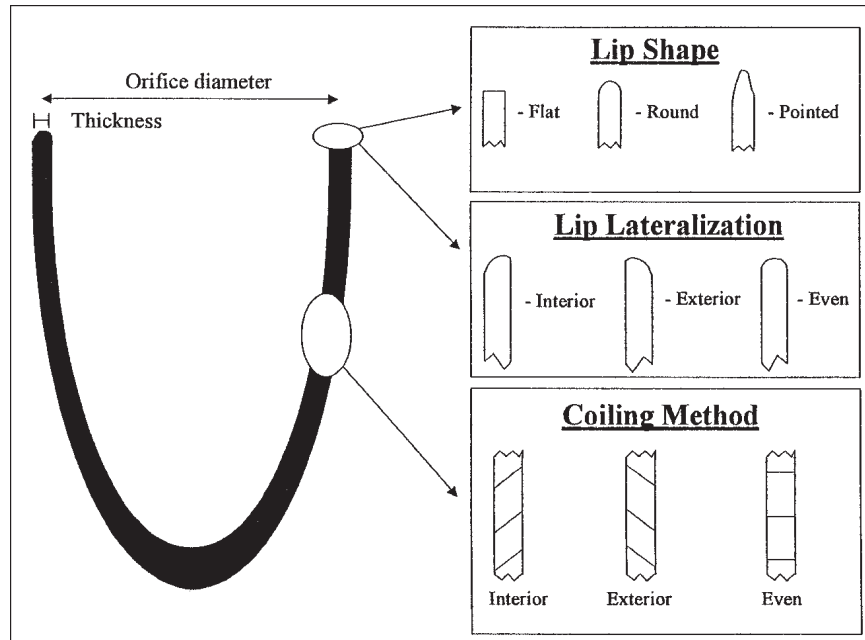 Orifice diameter
Thickness
Lip Shape
- Flat
- Round
- Pointed
Lip Lateralization
- Interior
- Exterior
- Even
Coiling Method
Interior
Exterior
Even